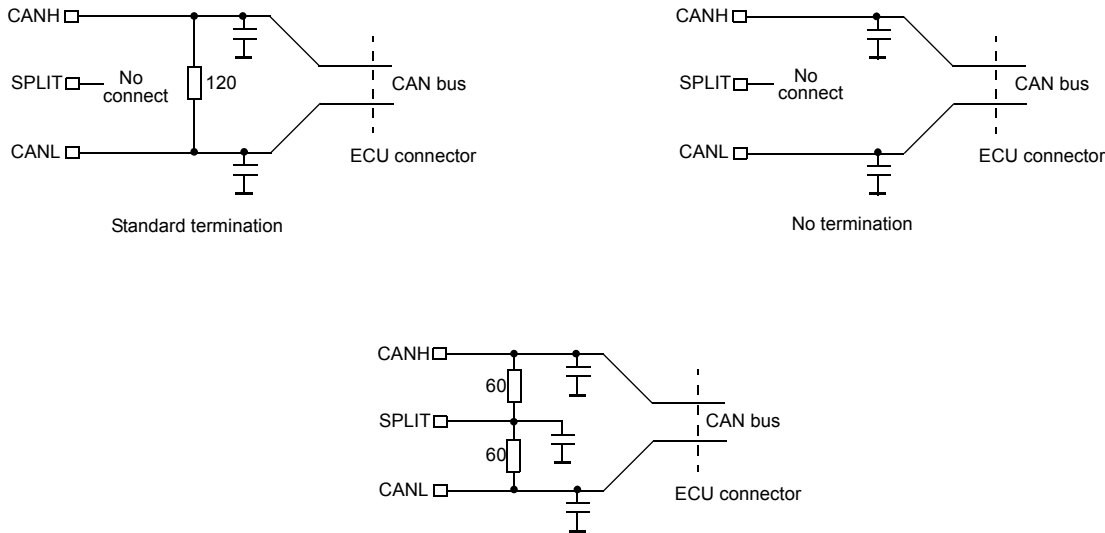 CANH
SPLIT
No
connect
120
CAN bus
CANL
ECU connector
Standard termination
CANH
SPLIT
No
connect
CAN bus
CANL
ECU connector
No termination
CANH
60
SPLIT
CAN bus
60
CANL
ECU connector